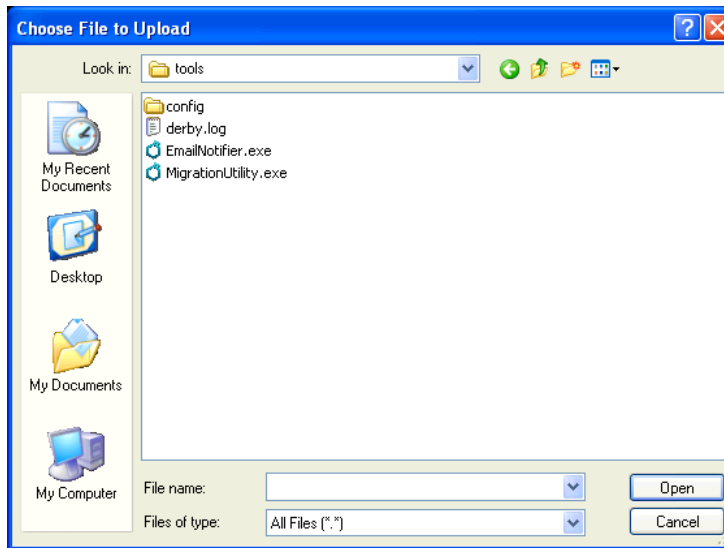 Choose File to Upload
?
Look in: tools
config
derby.log
EmailNotifier.exe
MigrationUtility.exe
My Recent
Documents
Desktop
My Documents
My Computer
File name: Open
Files of type: All Files (*.*) Cancel